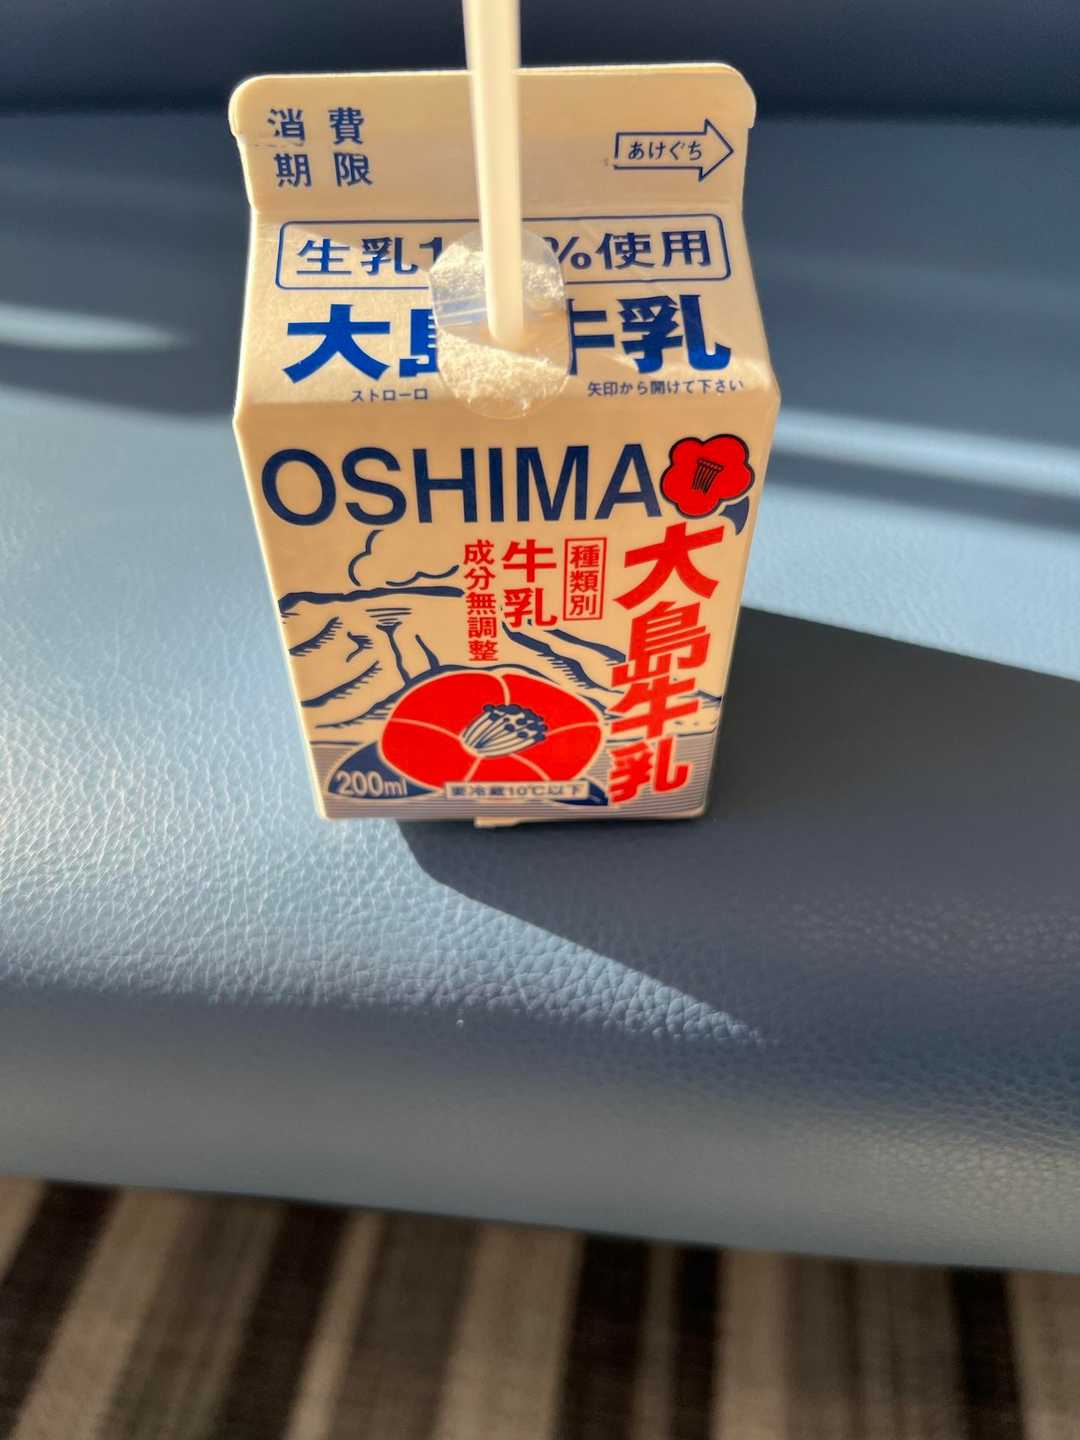 消費
期限
あけぐち
生乳1 %使用
大島牛乳
ストロー口
矢印から開けて下さい
OSHIMA
大島牛乳
種類別
牛乳
成分無調整
200ml
要冷蔵10℃以下